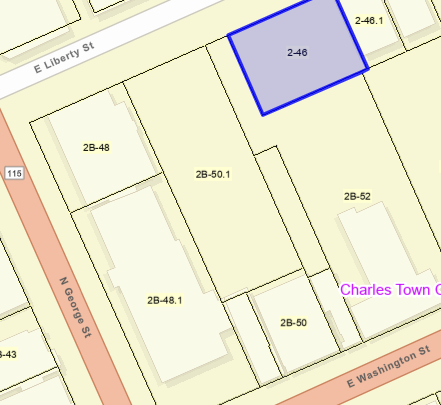 2-46.1
2-46
E Liberty St
2B-48
115
2B-50.1
2B-52
N George St
Charles Town
2B-48.1
2B-50
-43
E Washington St